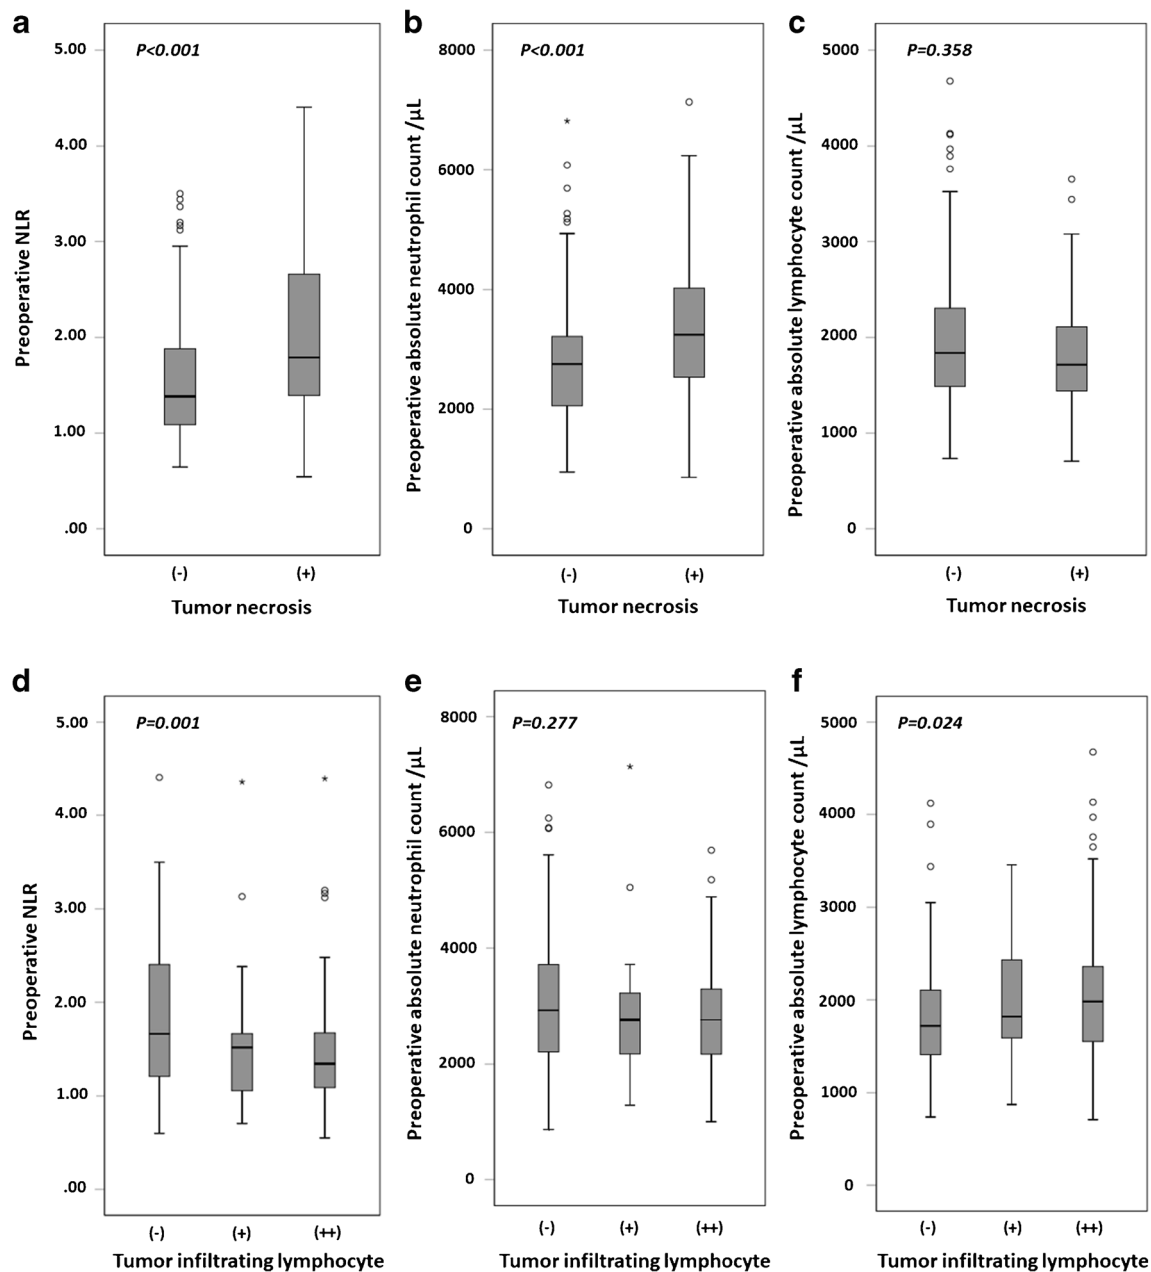 a
P<0.001
5.00
4.00
3.00
2.00
1.00
.00
Preoperative NLR
(-) (+)
Tumor necrosis
b
P<0.001
8000
6000
4000
2000
0
Preoperative absolute neutrophil count /μL
*
(-) (+)
Tumor necrosis
c
P=0.358
5000
4000
3000
2000
1000
0
Preoperative absolute lymphocyte count /μL
(-) (+)
Tumor necrosis
d
P=0.001
5.00
4.00
3.00
2.00
1.00
.00
Preoperative NLR
* *
(-) (+) (++)
Tumor infiltrating lymphocyte
e
P=0.277
8000
6000
4000
2000
0
Preoperative absolute neutrophil count /μL
*
(-) (+) (++)
Tumor infiltrating lymphocyte
f
P=0.024
5000
4000
3000
2000
1000
0
Preoperative absolute lymphocyte count /μL
(-) (+) (++)
Tumor infiltrating lymphocyte